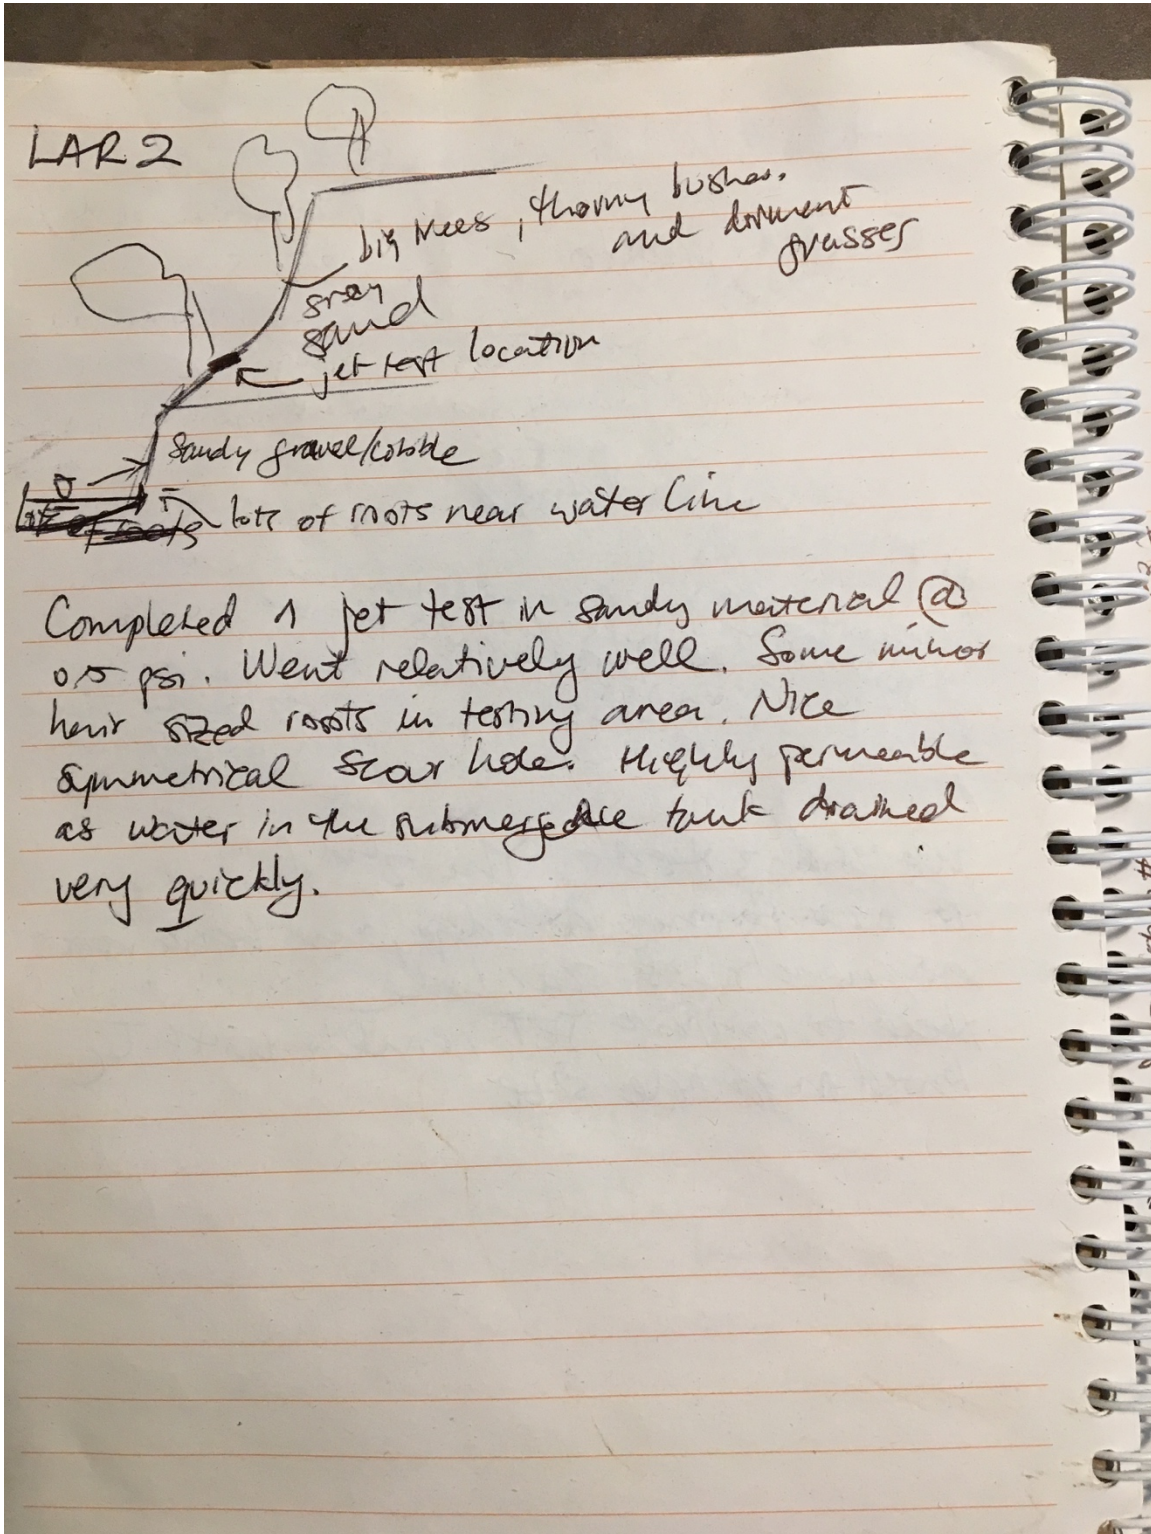 LAR 2
big trees, thorny bushes.
and dorment
grasses
gray
sand
jet test location
Sandy gravel/cobble
lots of roots near water line
Completed 1 jet test in sandy material @
0.5 psi. Went relatively well. Some minor
hair sized roots in testing area. Nice
symmetrical scour hole. Highly permeable
as water in the submergence tank drained
very quickly.